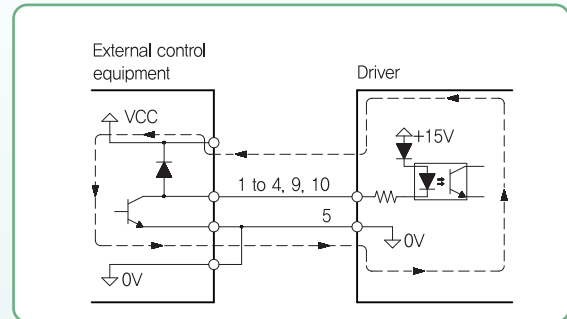 External control
equipment
Driver
VCC
+15V
1 to 4, 9, 10
5
0V
0V